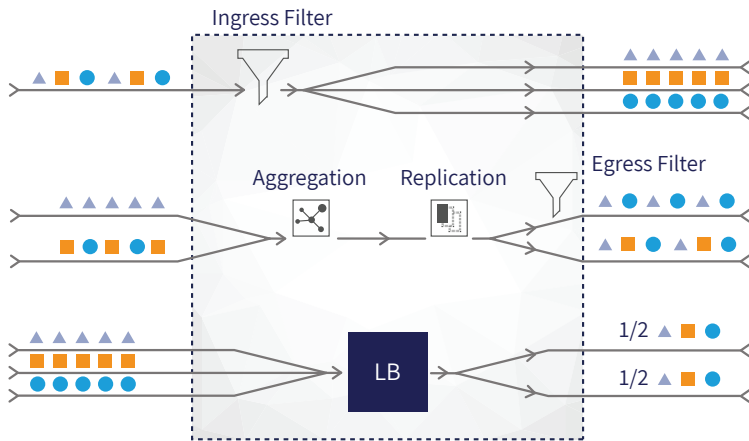 Ingress Filter
Aggregation
Replication
Egress Filter
1/2
LB
1/2